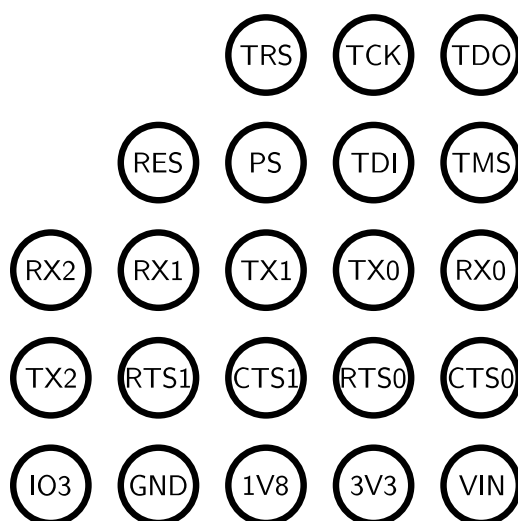 TRS TCK TDO
RES PS TDI TMS
RX2 RX1 TX1 TX0 RX0
TX2 RTS1 CTS1 RTS0 CTS0
IO3 GND 1V8 3V3 VIN